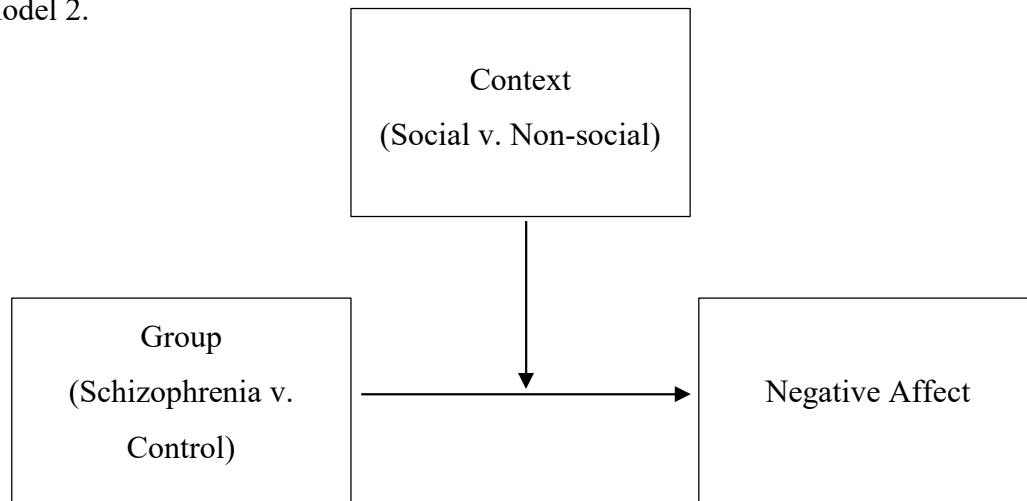 odel 2.
Context
(Social v. Non-social)
Group
(Schizophrenia v.
Control)
Negative Affect